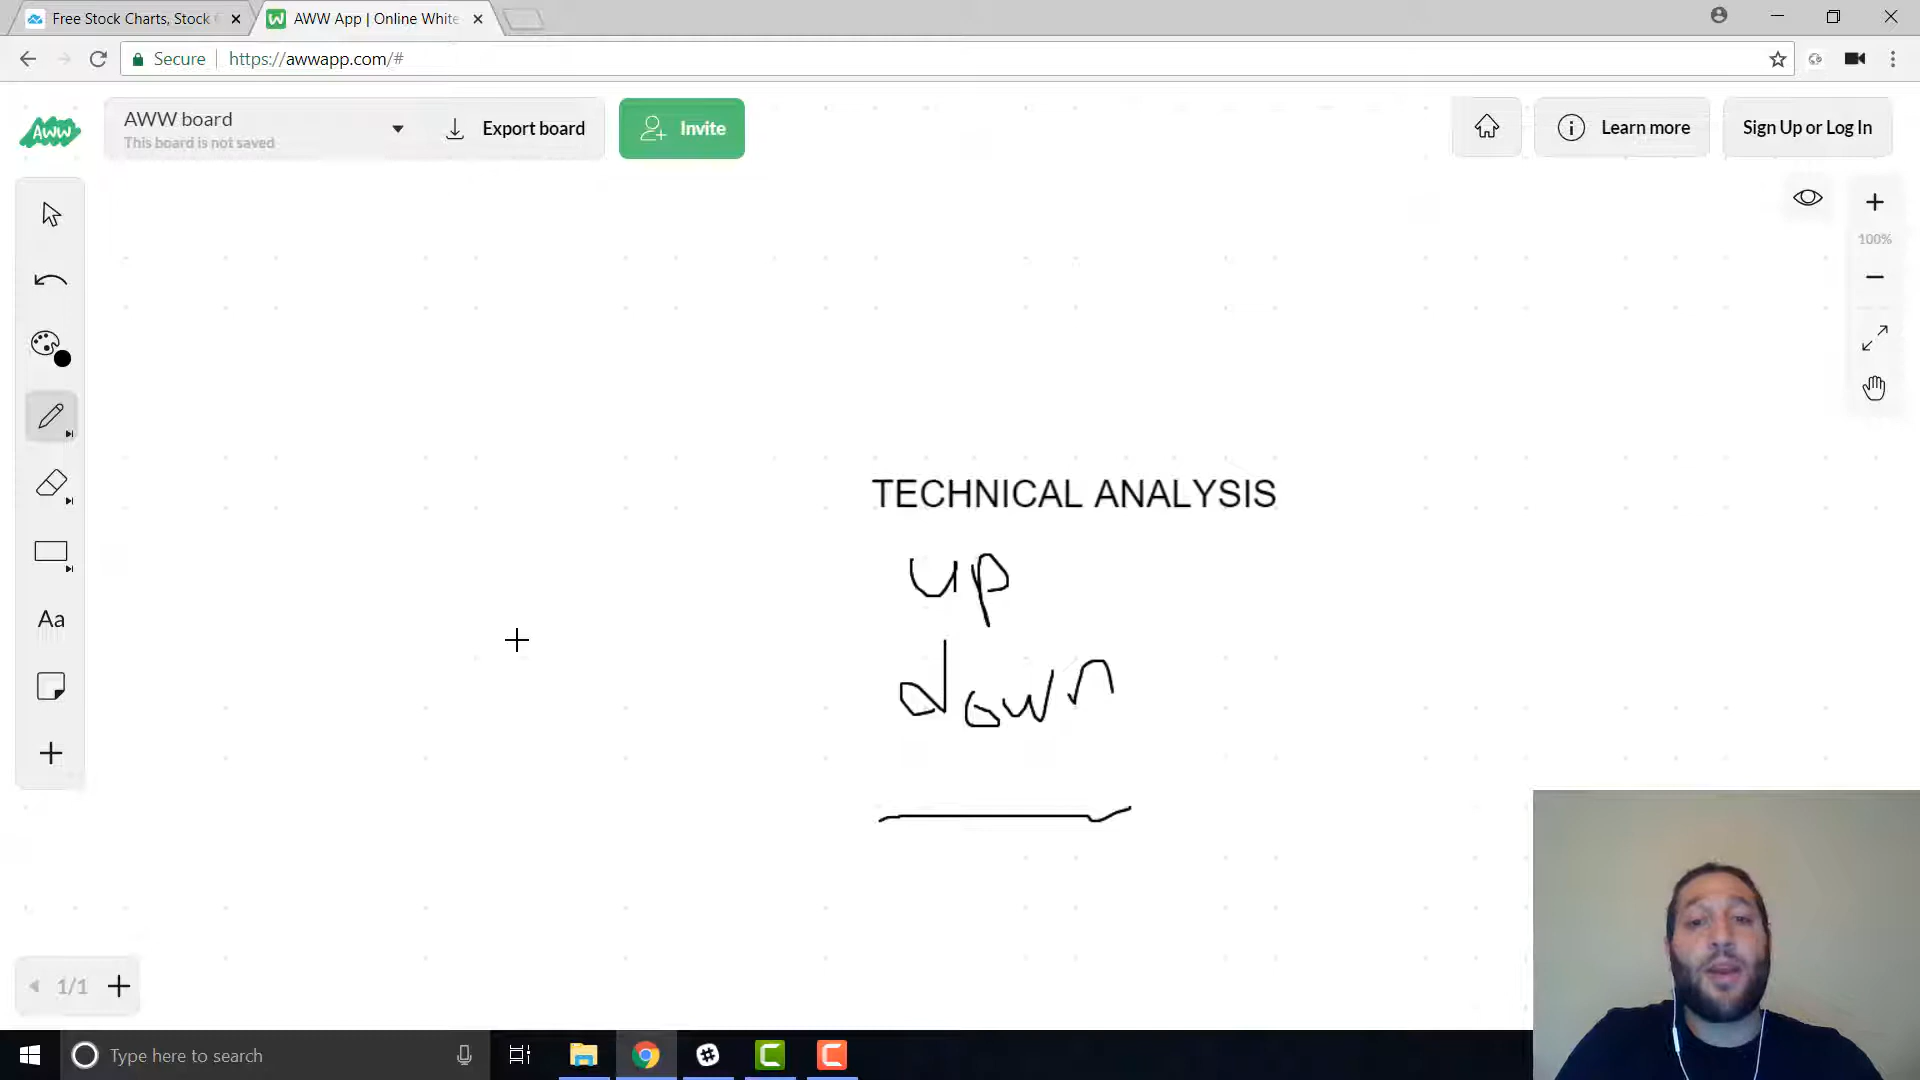 Free Stock Charts, Stock
AWW App | Online White
Secure
https://awwapp.com/#
AWW
AWW board
This board is not saved
Export board
Invite
Learn more
Sign Up or Log In
100%
TECHNICAL ANALYSIS
up
down
Aa
1/1
Type here to search